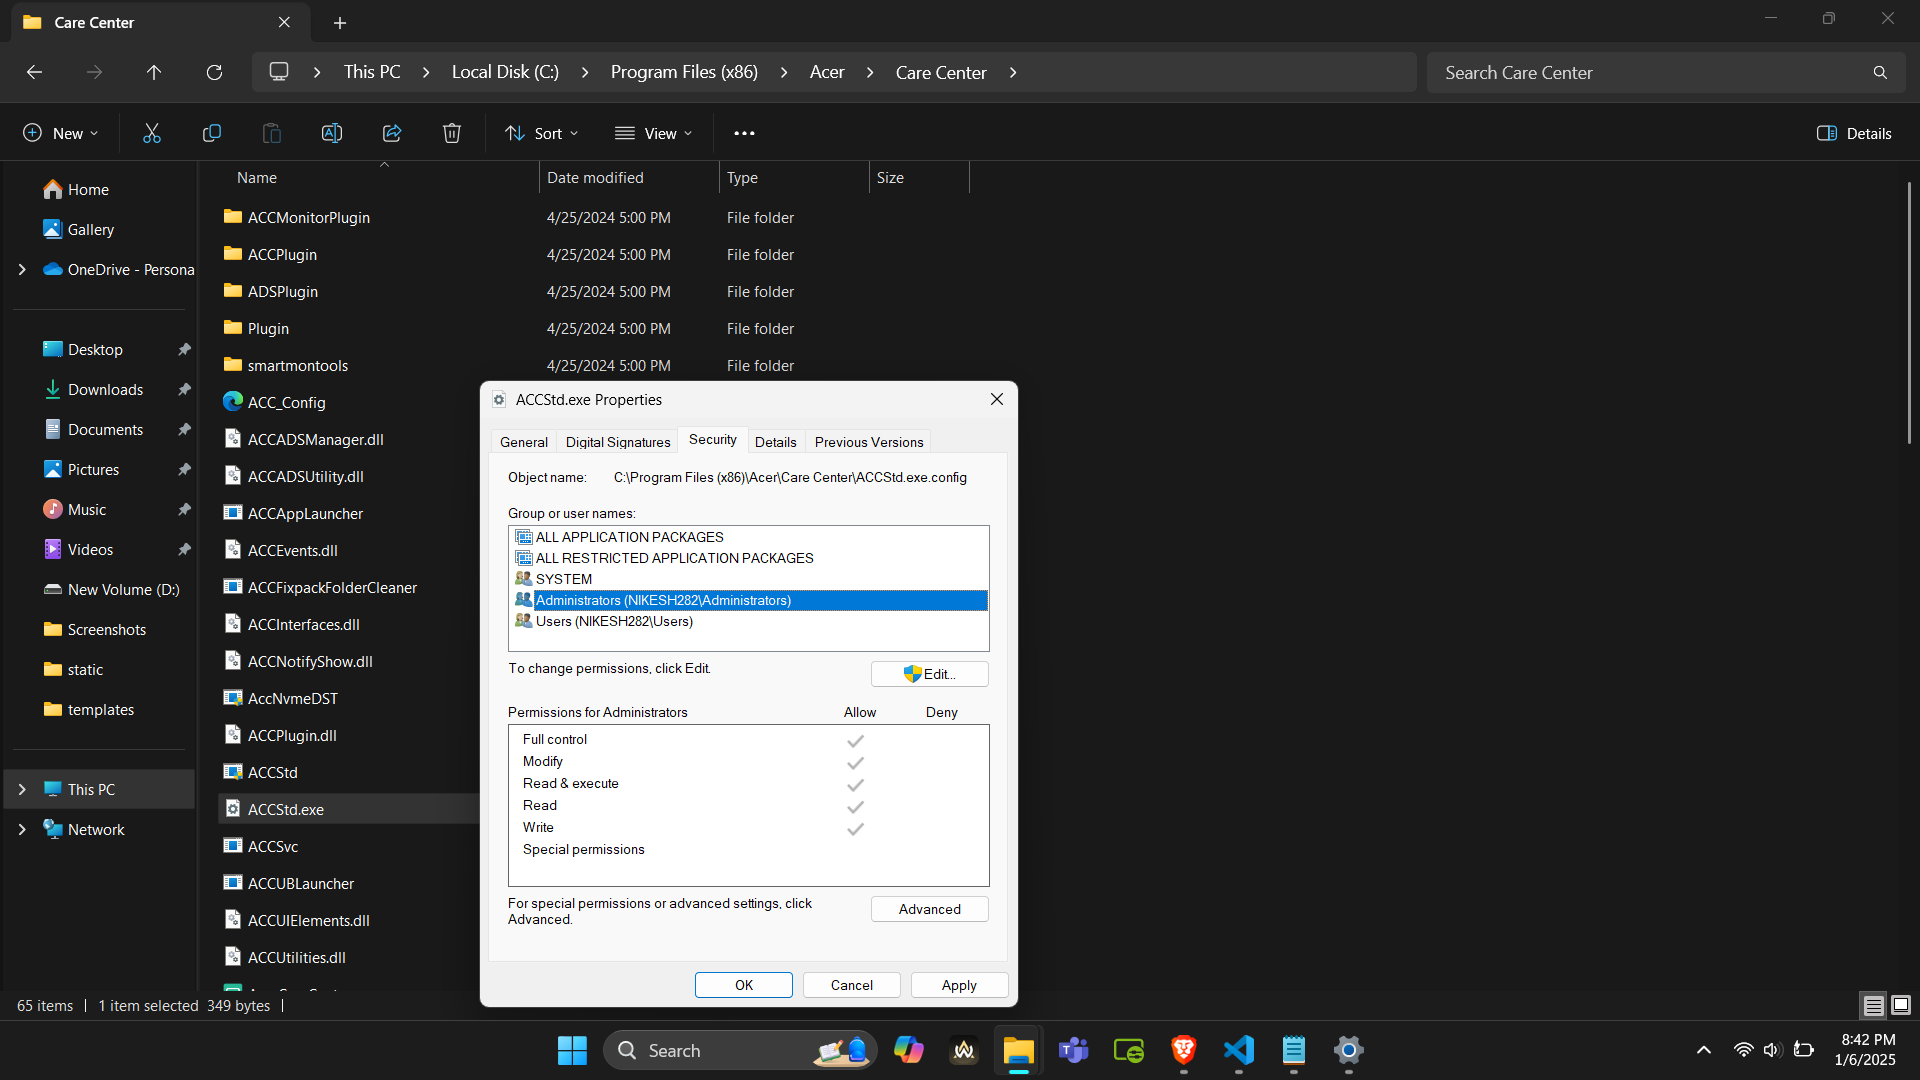 Care Center
This PC
Local Disk (C:)
Program Files (x86)
Acer
Care Center
Search Care Center
New
Sort
View
Details
Name
Date modified
Type
Size
Home
Gallery
OneDrive - Persona
Desktop
Downloads
Documents
Pictures
Music
Videos
New Volume (D:)
Screenshots
static
templates
This PC
Network
ACCMonitorPlugin 4/25/2024 5:00 PM File folder
ACCPlugin 4/25/2024 5:00 PM File folder
ADSPlugin 4/25/2024 5:00 PM File folder
Plugin 4/25/2024 5:00 PM File folder
smartmontools 4/25/2024 5:00 PM File folder
ACC_Config
ACCADSManager.dll
ACCADSUtility.dll
ACCAppLauncher
ACCEvents.dll
ACCFixpackFolderCleaner
ACCInterfaces.dll
ACCNotifyShow.dll
AccNvmeDST
ACCPlugin.dll
ACCStd
ACCStd.exe
ACCSvc
ACCUBLauncher
ACCUIElements.dll
ACCUtilities.dll
ACCStd.exe Properties
General
Digital Signatures
Security
Details
Previous Versions
Object name: C:\Program Files (x86)\Acer\Care Center\ACCStd.exe.config
Group or user names:
ALL APPLICATION PACKAGES
ALL RESTRICTED APPLICATION PACKAGES
SYSTEM
Administrators (NIKESH282\Administrators)
Users (NIKESH282\Users)
To change permissions, click Edit.
Edit...
Permissions for Administrators Allow Deny
Full control
Modify
Read & execute
Read
Write
Special permissions
For special permissions or advanced settings, click
Advanced.
Advanced
OK
Cancel
Apply
65 items
1 item selected 349 bytes
Search
8:42 PM
1/6/2025